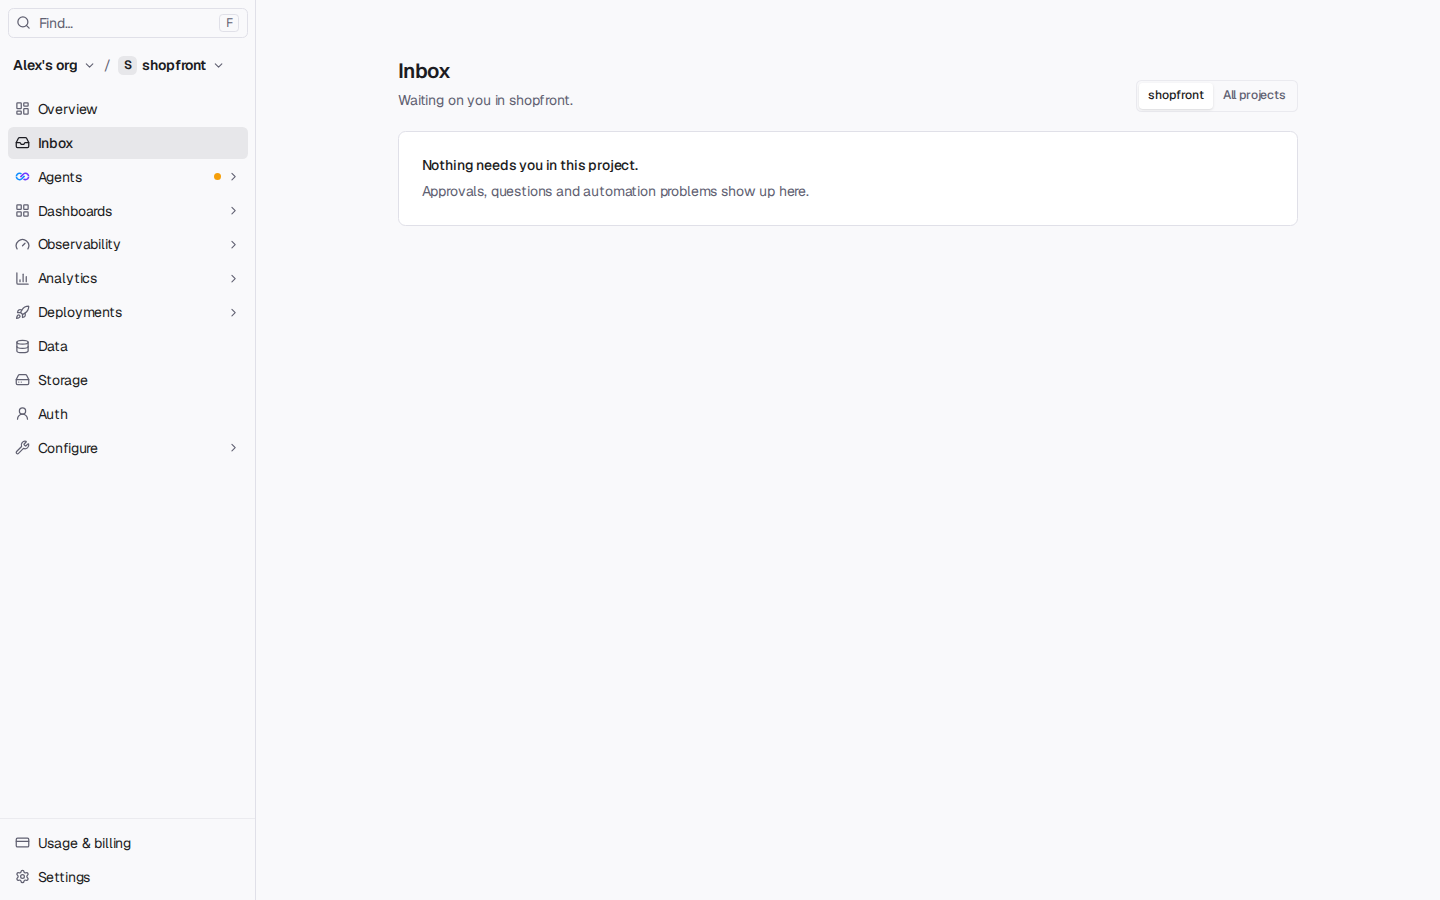 Find...
F
Alex's org / S shopfront
Overview
Inbox
Agents
Dashboards
Observability
Analytics
Deployments
Data
Storage
Auth
Configure
Usage & billing
Settings
Inbox
Waiting on you in shopfront.
shopfront
All projects
Nothing needs you in this project.
Approvals, questions and automation problems show up here.